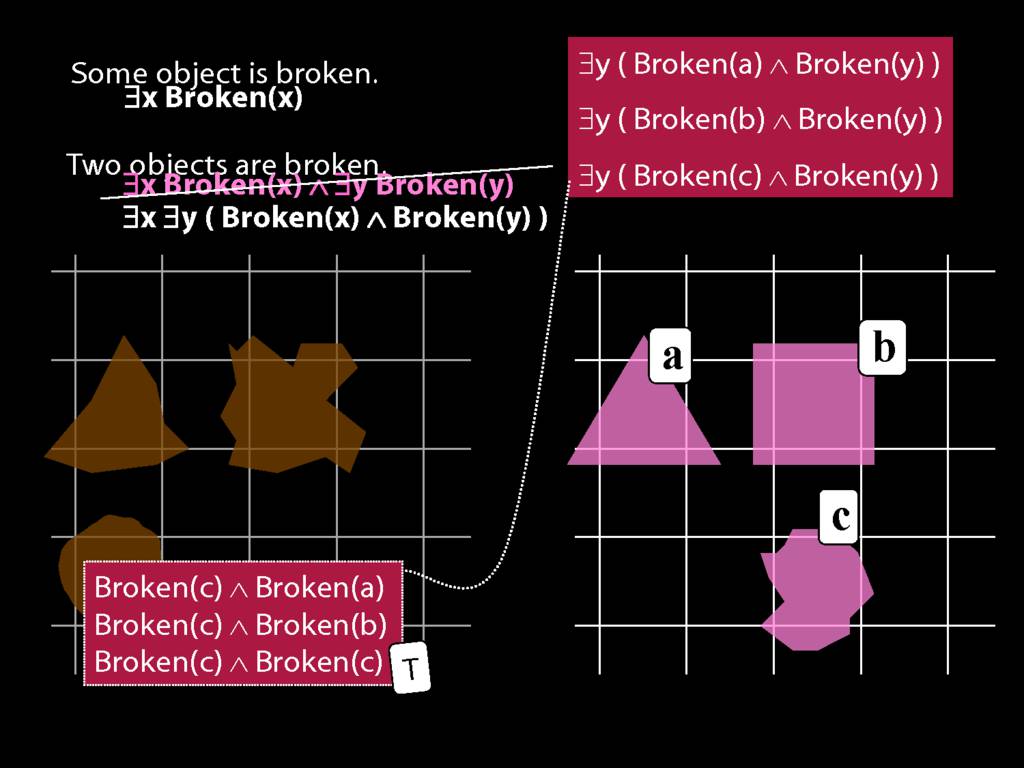 Some object is broken.
∃x Broken(x)
Two objects are broken.
∃x Broken(x) ∧ ∃y Broken(y)
∃x ∃y ( Broken(x) ∧ Broken(y) )
∃y ( Broken(a) ∧ Broken(y) )
∃y ( Broken(b) ∧ Broken(y) )
∃y ( Broken(c) ∧ Broken(y) )
a
b
c
Broken(c) ∧ Broken(a)
Broken(c) ∧ Broken(b)
Broken(c) ∧ Broken(c)
T